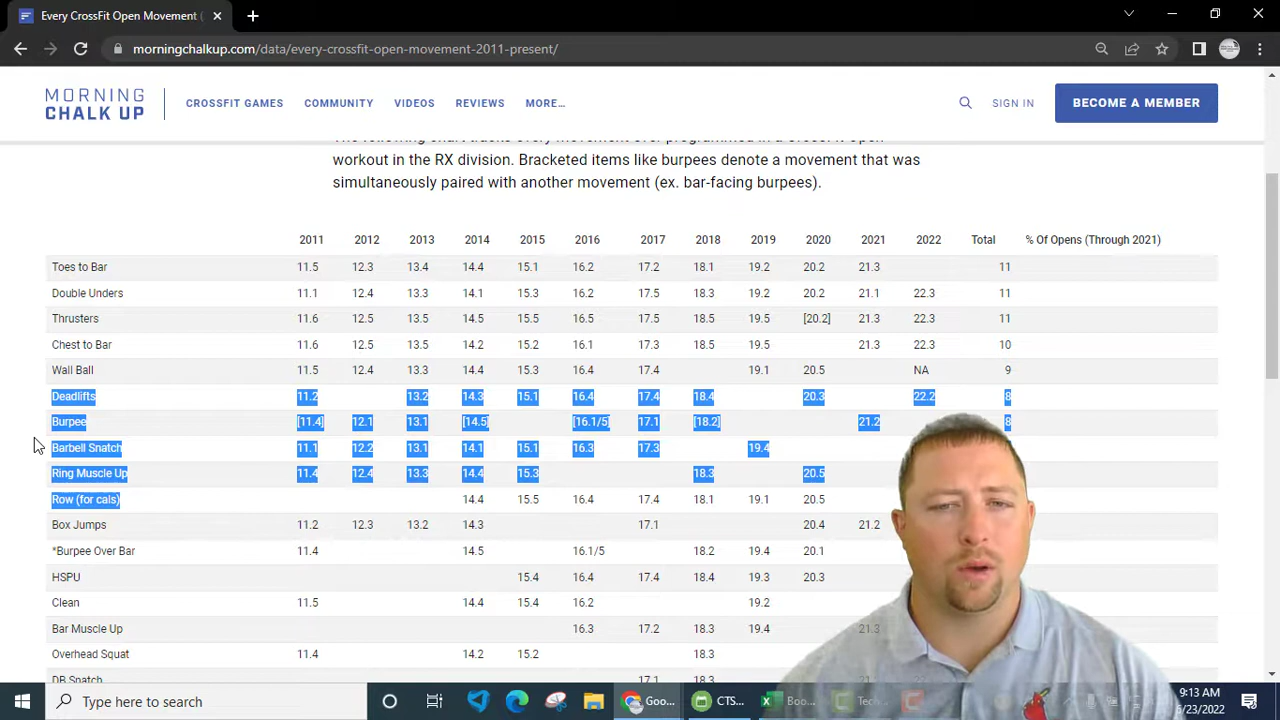 Every CrossFit Open Movement (
morningchalkup.com/data/every-crossfit-open-movement-2011-present/
MORNING CHALK UP
CROSSFIT GAMES COMMUNITY VIDEOS REVIEWS MORE... SIGN IN BECOME A MEMBER
workout in the RX division. Bracketed items like burpees denote a movement that was
simultaneously paired with another movement (ex. bar-facing burpees).
2011 2012 2013 2014 2015 2016 2017 2018 2019 2020 2021 2022 Total % Of Opens (Through 2021)
Toes to Bar 11.5 12.3 13.4 14.4 15.1 16.2 17.2 18.1 19.2 20.2 21.3 11
Double Unders 11.1 12.4 13.3 14.1 15.3 16.2 17.5 18.3 19.2 20.2 21.1 22.3 11
Thrusters 11.6 12.5 13.5 14.5 15.5 16.5 17.5 18.5 19.5 [20.2] 21.3 22.3 11
Chest to Bar 11.6 12.5 13.5 14.2 15.2 16.1 17.3 18.5 19.5 21.3 22.3 10
Wall Ball 11.5 12.4 13.3 14.4 15.3 16.4 17.4 19.1 20.5 NA 9
Deadlifts 11.2 13.2 14.3 15.1 16.4 17.4 18.4 20.3 22.2 8
Burpee [11.4] 12.1 13.1 [14.5] [16.1/5] 17.1 [18.2] 21.2 8
Barbell Snatch 11.1 12.2 13.1 14.1 15.1 16.3 17.3 19.4
Ring Muscle Up 11.4 12.4 13.3 14.4 15.3 18.3 20.5
Row (for cals) 14.4 15.5 16.4 17.4 18.1 19.1 20.5
Box Jumps 11.2 12.3 13.2 14.3 17.1 20.4 21.2
*Burpee Over Bar 11.4 14.5 16.1/5 18.2 19.4 20.1
HSPU 15.4 16.4 17.4 18.4 19.3 20.3
Clean 11.5 14.4 15.4 16.2 19.2
Bar Muscle Up 16.3 17.2 18.3 19.4 21.3
Overhead Squat 11.4 14.2 15.2 18.3
DB Snatch 17.1
Type here to search Goo... CTS... Boo... Tech 9:13 AM
6/23/2022